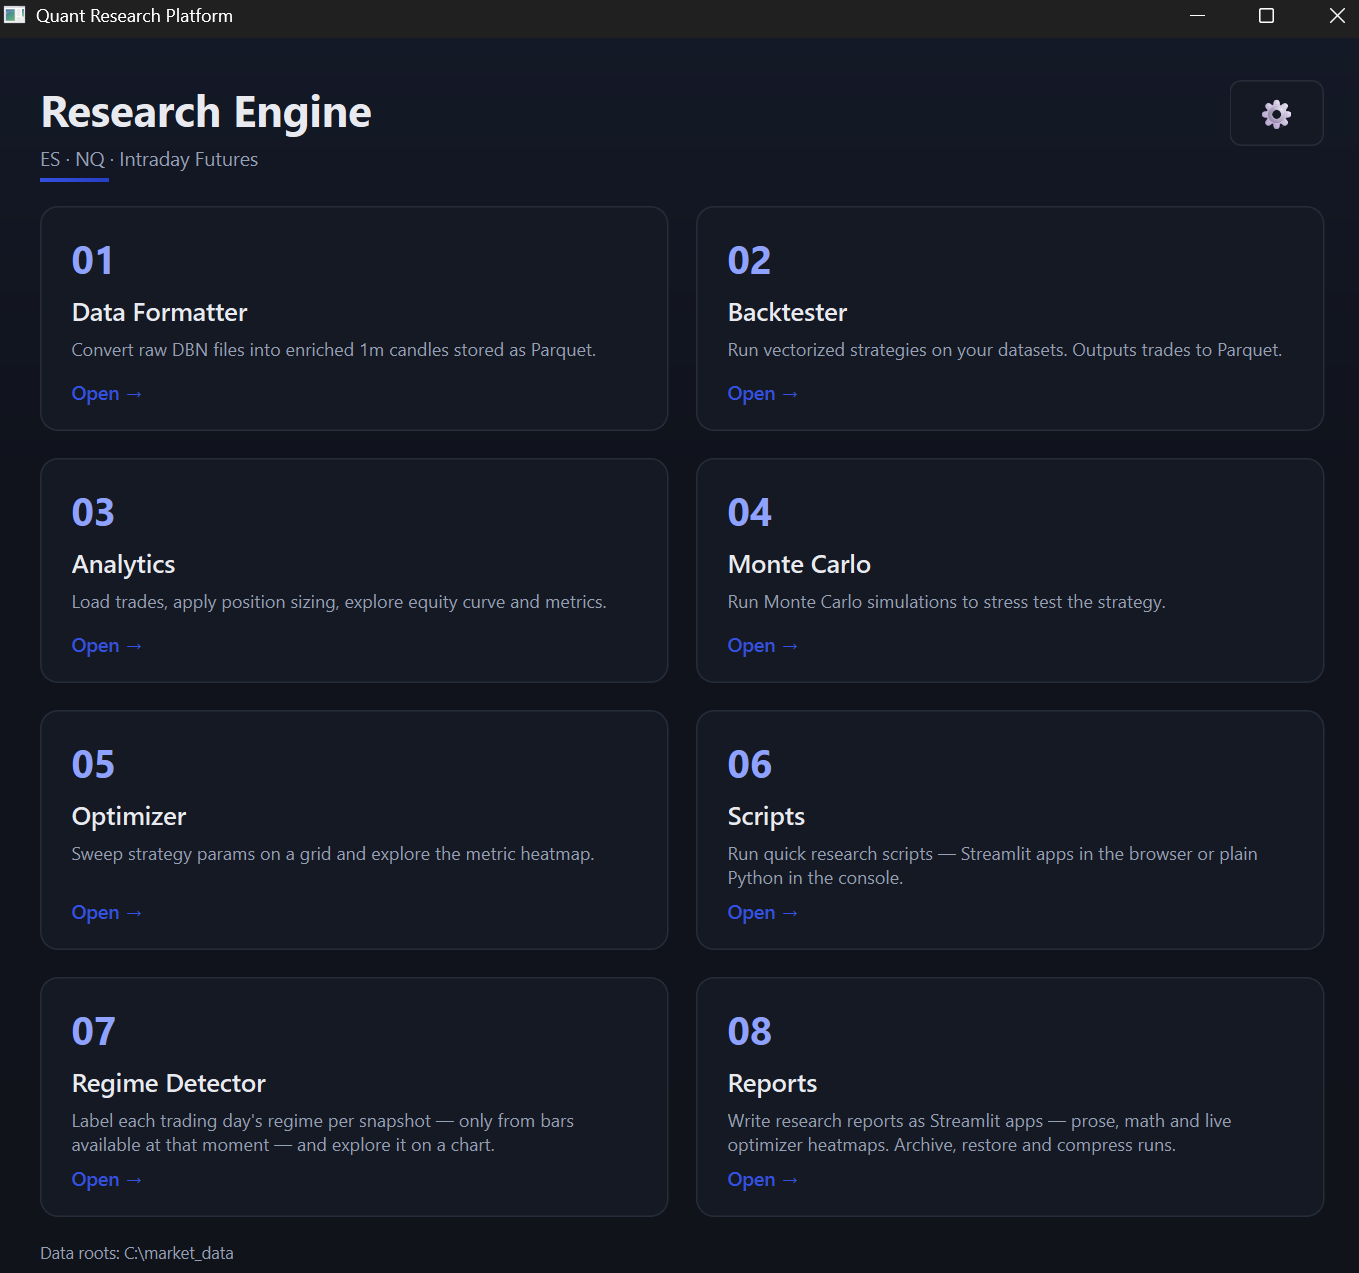 Quant Research Platform
Research Engine
ES · NQ · Intraday Futures
01
Data Formatter
Convert raw DBN files into enriched 1m candles stored as Parquet.
Open →
02
Backtester
Run vectorized strategies on your datasets. Outputs trades to Parquet.
Open →
03
Analytics
Load trades, apply position sizing, explore equity curve and metrics.
Open →
04
Monte Carlo
Run Monte Carlo simulations to stress test the strategy.
Open →
05
Optimizer
Sweep strategy params on a grid and explore the metric heatmap.
Open →
06
Scripts
Run quick research scripts — Streamlit apps in the browser or plain
Python in the console.
Open →
07
Regime Detector
Label each trading day's regime per snapshot — only from bars
available at that moment — and explore it on a chart.
Open →
08
Reports
Write research reports as Streamlit apps — prose, math and live
optimizer heatmaps. Archive, restore and compress runs.
Open →
Data roots: C:\market_data